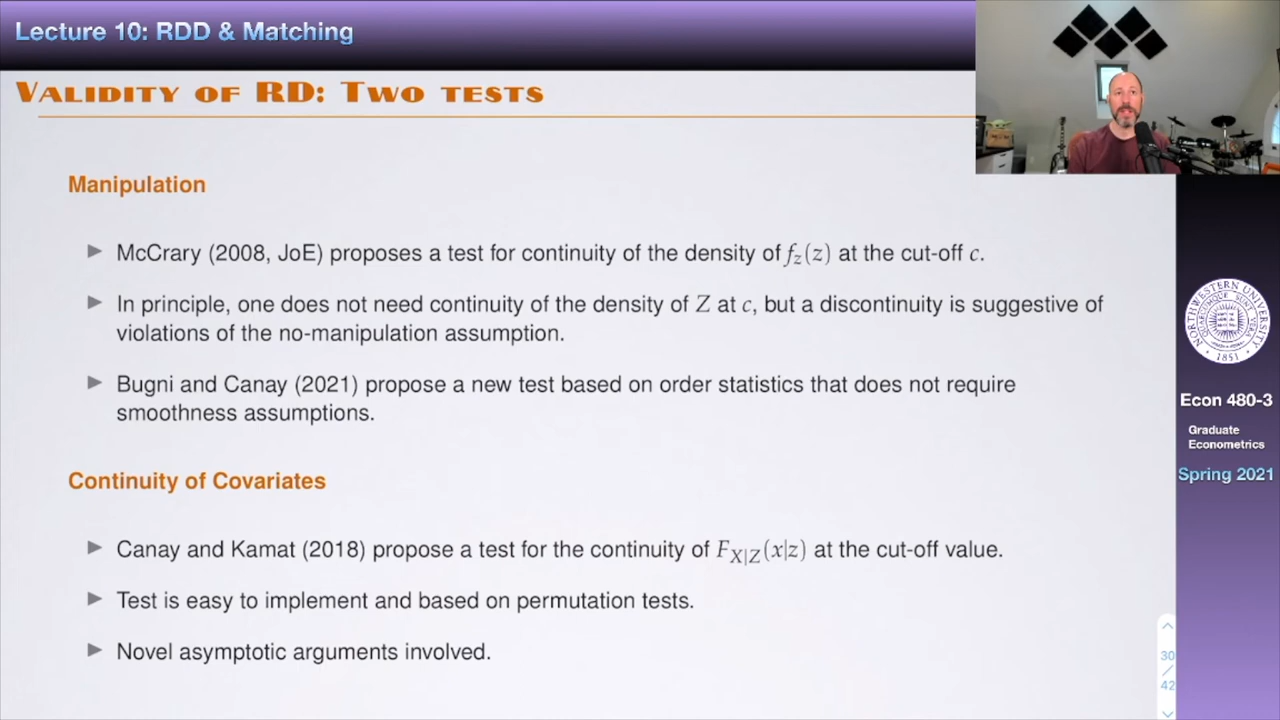 Lecture 10: RDD & Matching
VALIDITY OF RD: TWO TESTS
Manipulation
McCrary (2008, JoE) proposes a test for continuity of the density of f_z(z) at the cut-off c.
In principle, one does not need continuity of the density of Z at c, but a discontinuity is suggestive of
violations of the no-manipulation assumption.
Bugni and Canay (2021) propose a new test based on order statistics that does not require
smoothness assumptions.
Continuity of Covariates
Canay and Kamat (2018) propose a test for the continuity of F_{X|Z}(x|z) at the cut-off value.
Test is easy to implement and based on permutation tests.
Novel asymptotic arguments involved.
NORTHWESTERN UNIVERSITY
1851
Econ 480-3
Graduate
Econometrics
Spring 2021
30
/
42